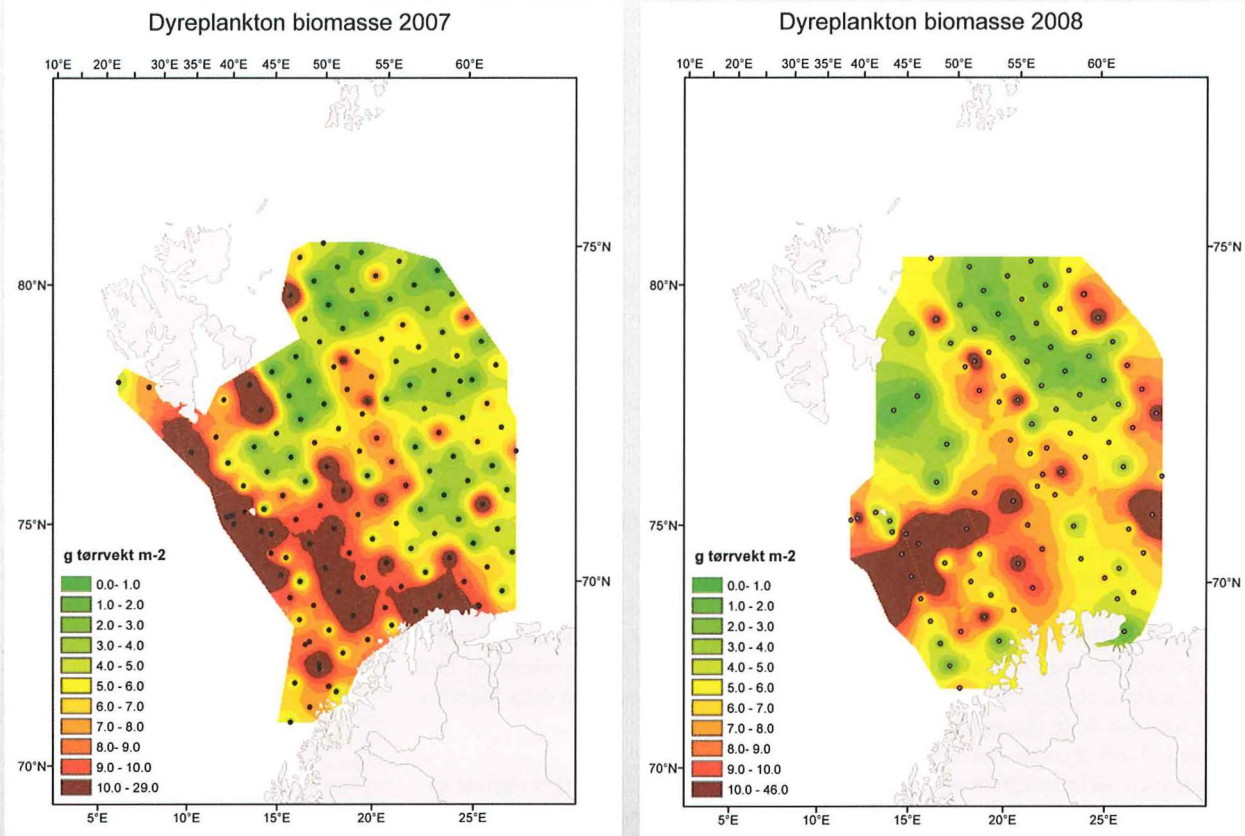 Dyreplankton biomasse 2007
10°E 20°E 30°E 35°E 40°E 45°E 50°E 55°E 60°E
75°N
80°N
75°N
70°N
g tørrvekt m-2
0.0- 1.0
1.0 - 2.0
2.0 - 3.0
3.0 - 4.0
4.0 - 5.0
5.0 - 6.0
6.0 - 7.0
7.0 - 8.0
8.0- 9.0
9.0 - 10.0
10.0 - 29.0
70°N
5°E 10°E 15°E 20°E 25°E
Dyreplankton biomasse 2008
10°E 20°E 30°E 35°E 40°E 45°E 50°E 55°E 60°E
75°N
80°N
75°N
70°N
g tørrvekt m-2
0.0- 1.0
1.0 - 2.0
2.0 - 3.0
3.0 - 4.0
4.0 - 5.0
5.0 - 6.0
6.0 - 7.0
7.0 - 8.0
8.0- 9.0
9.0 - 10.0
10.0 - 46.0
70°N
5°E 10°E 15°E 20°E 25°E